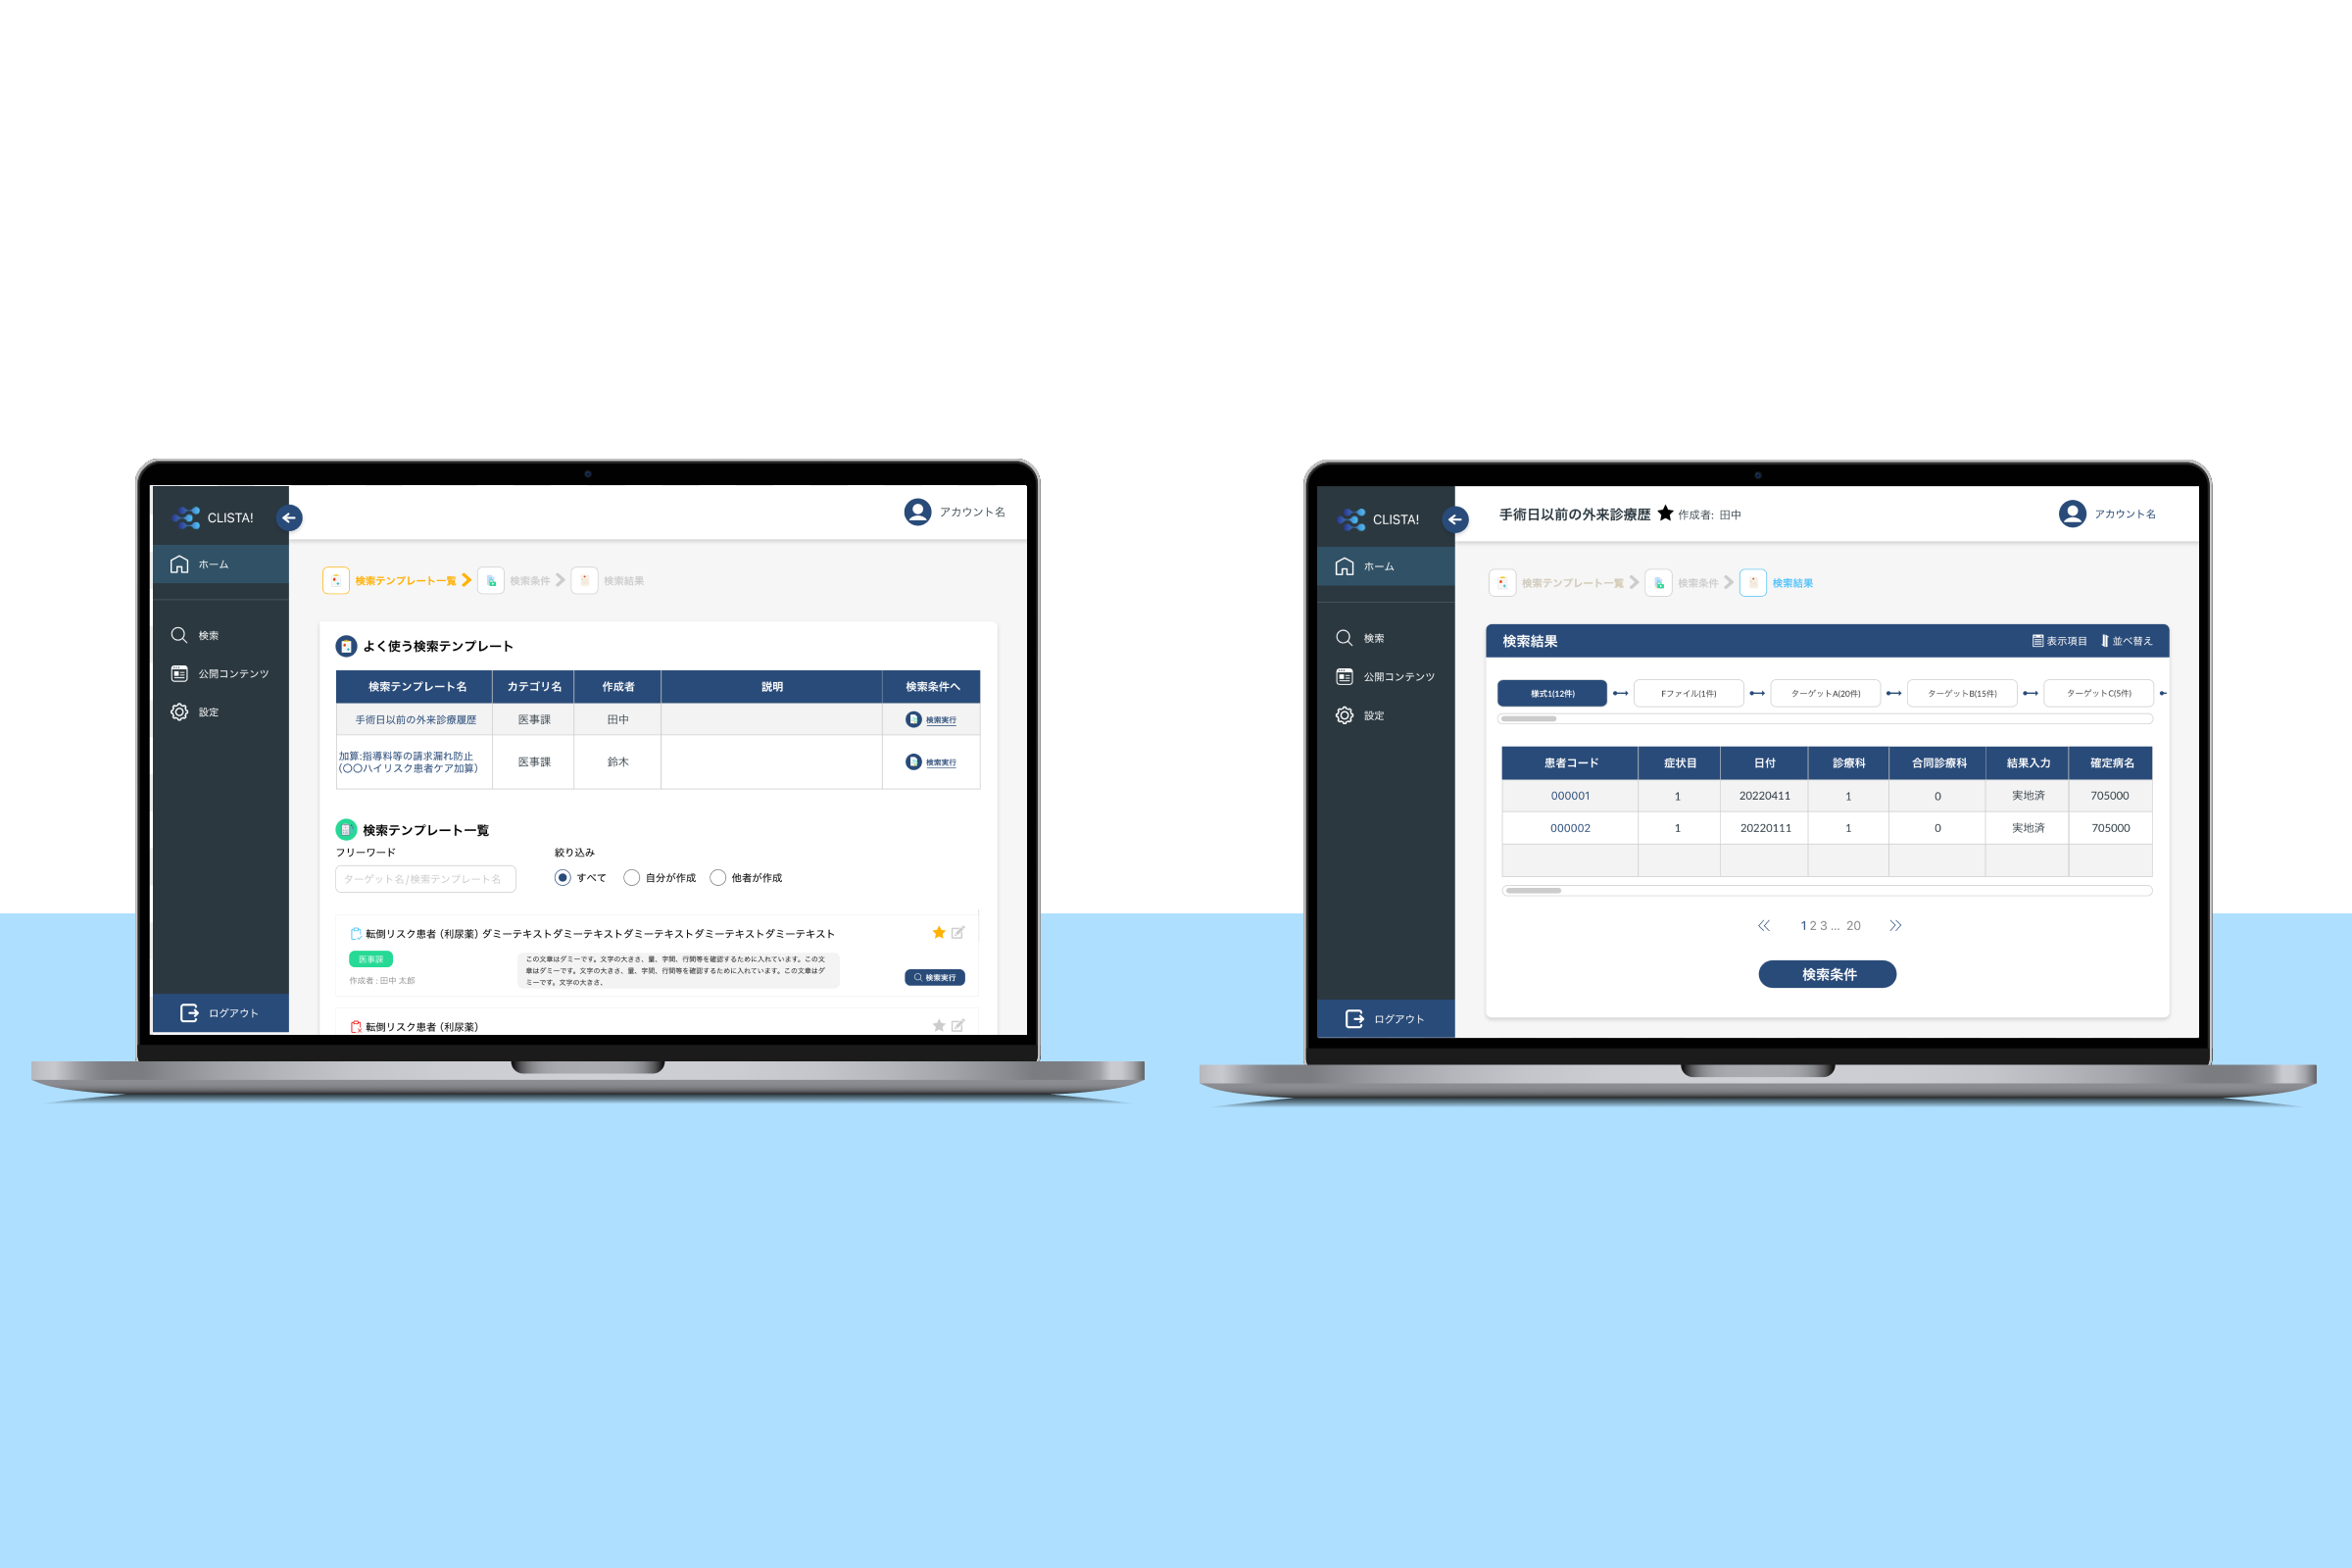 CLISTA!
アカウント名
ホーム
検索
公開コンテンツ
設定
ログアウト
検索テンプレート一覧
検索条件
検索結果
よく使う検索テンプレート
検索テンプレート名 カテゴリ名 作成者 説明 検索条件へ
手術日以前の外来診療履歴 医事課 田中 検索実行
加算:指導料等の請求漏れ防止
(〇〇ハイリスク患者ケア加算) 医事課 鈴木 検索実行
検索テンプレート一覧
フリーワード
絞り込み
ターゲット名/検索テンプレート名
すべて 自分が作成 他者が作成
転倒リスク患者 (利尿薬) ダミーテキストダミーテキストダミーテキストダミーテキストダミーテキスト
医事課
作成者 : 田中 太郎
この文章はダミーです。文字の大きさ、量、字間、行間等を確認するために入れています。この文
章はダミーです。文字の大きさ、量、字間、行間等を確認するために入れています。この文章はダ
ミーです。文字の大きさ、
検索実行
転倒リスク患者 (利尿薬)
CLISTA!
手術日以前の外来診療歴 ★ 作成者: 田中
アカウント名
ホーム
検索
公開コンテンツ
設定
ログアウト
検索テンプレート一覧
検索条件
検索結果
検索結果
表示項目
並べ替え
様式1(12件) Fファイル(1件) ターゲットA(20件) ターゲットB(15件) ターゲットC(5件)
患者コード 症状目 日付 診療科 合同診療科 結果入力 確定病名
000001 1 20220411 1 0 実地済 705000
000002 1 20220111 1 0 実地済 705000
1 2 3 ... 20
検索条件